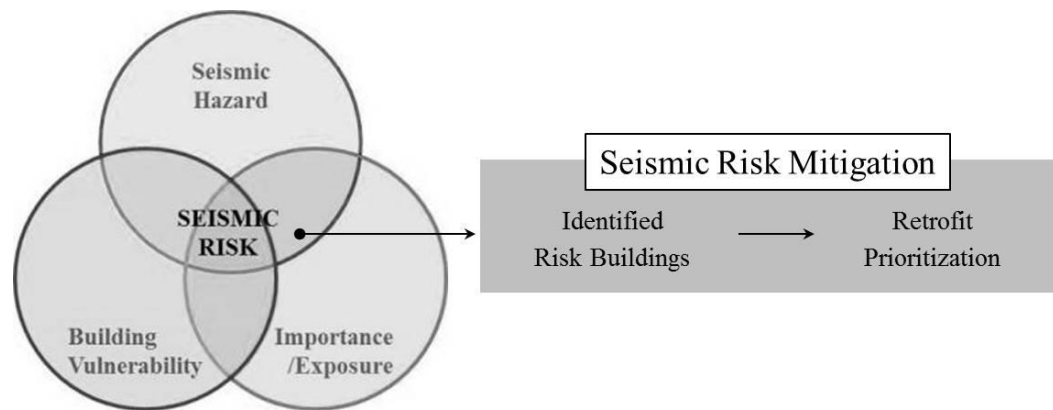 Seismic
Hazard
SEISMIC
RISK
Building
Vulnerability
Importance
/Exposure
Seismic Risk Mitigation
Identified
Risk Buildings
Retrofit
Prioritization